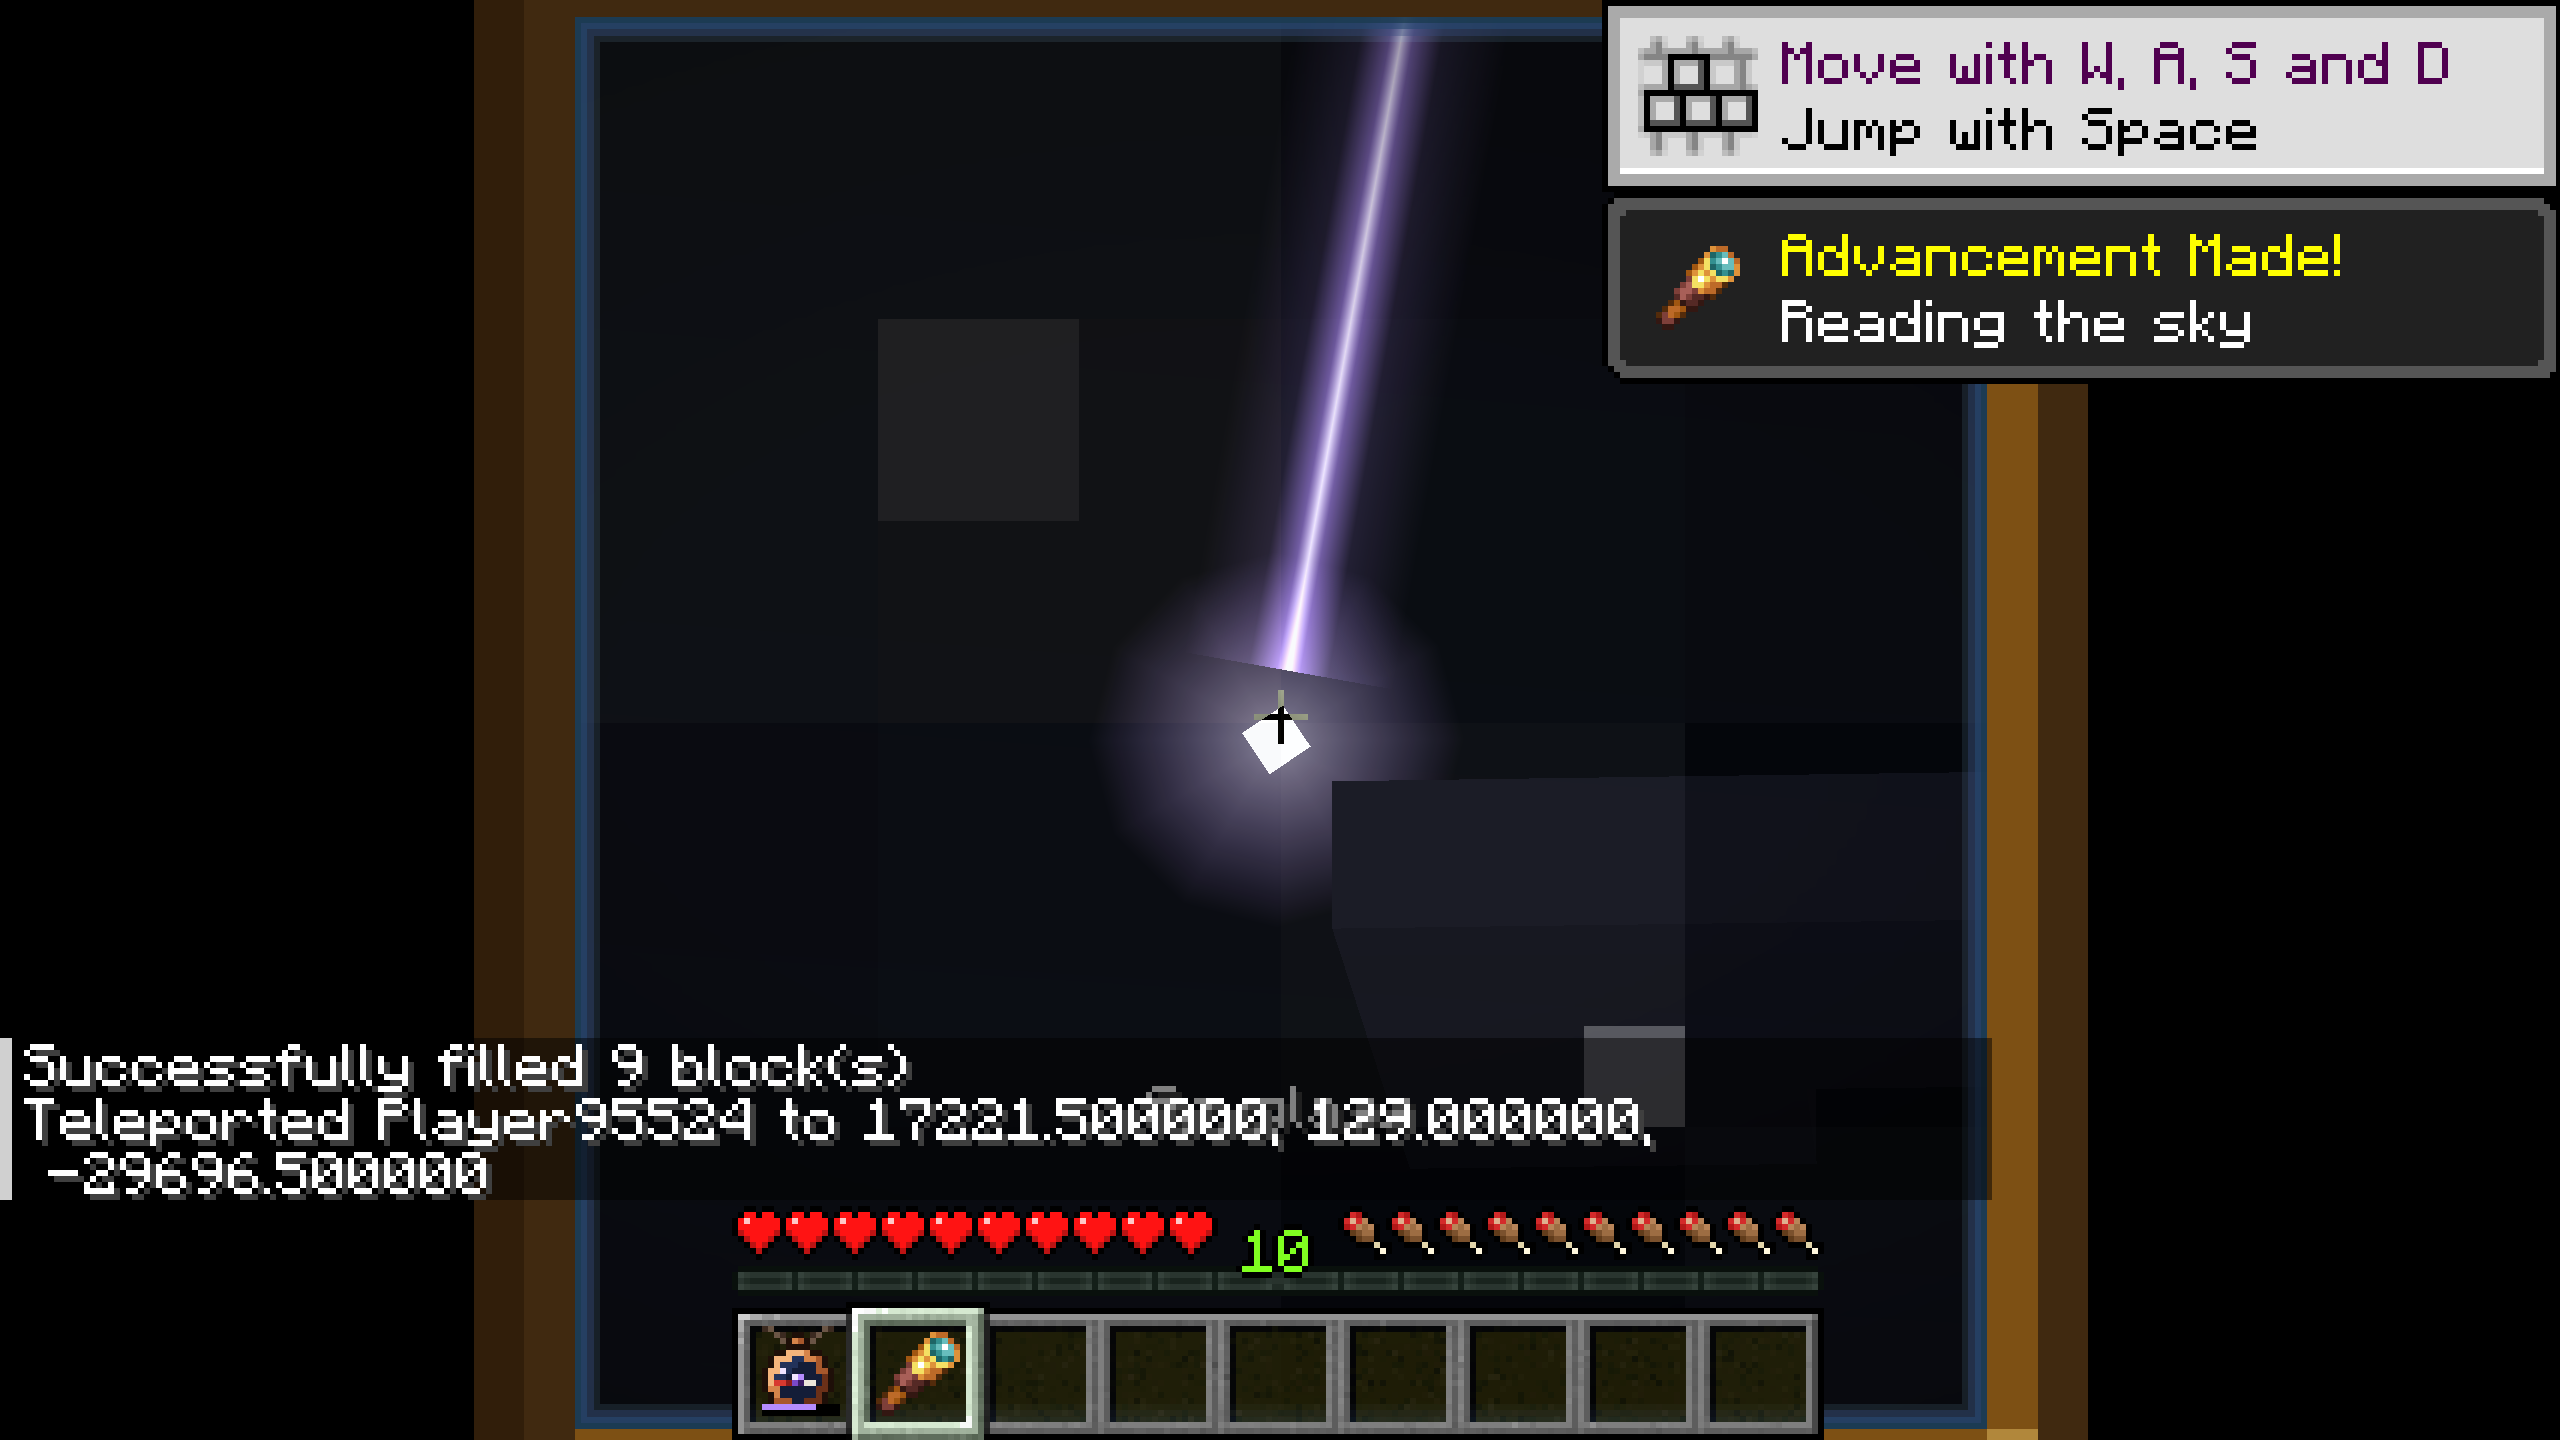 Move with W, A, S and D
Jump with Space
Advancement Made!
Reading the sky
Successfully filled 9 block(s)
Teleported Player95524 to 17221.500000, 129.000000,
-29696.500000
10